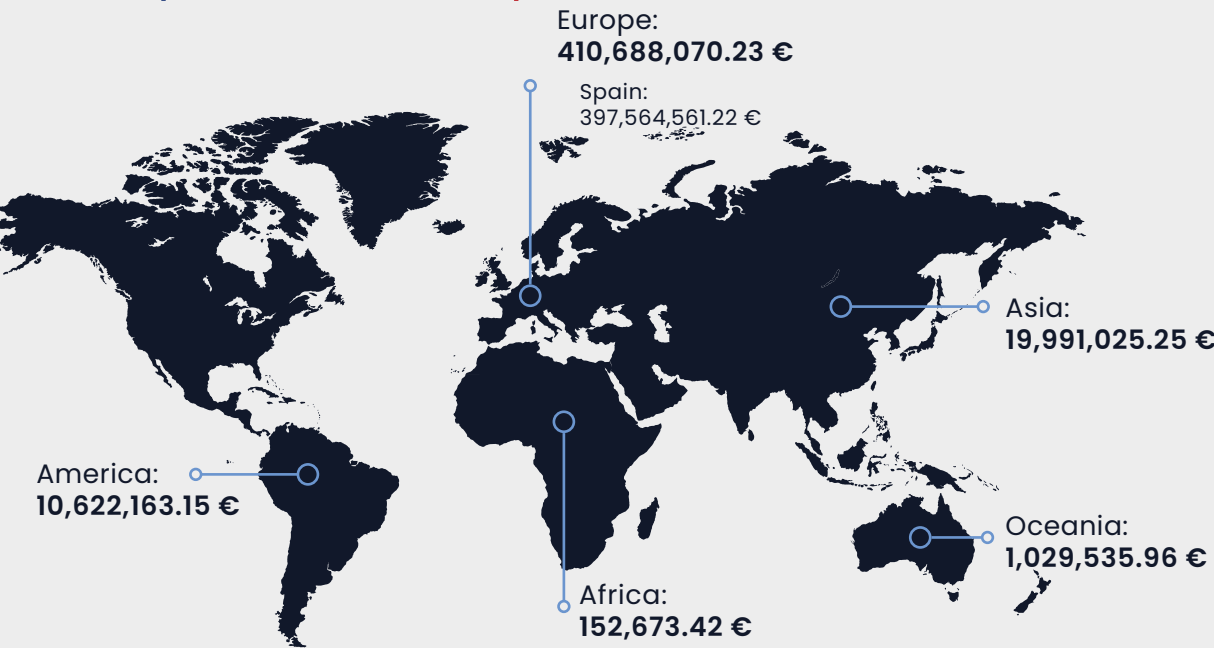 Europe:
410,688,070.23 €
Spain:
397,564,561.22 €
Asia:
19,991,025.25 €
America:
10,622,163.15 €
Oceania:
1,029,535.96 €
Africa:
152,673.42 €